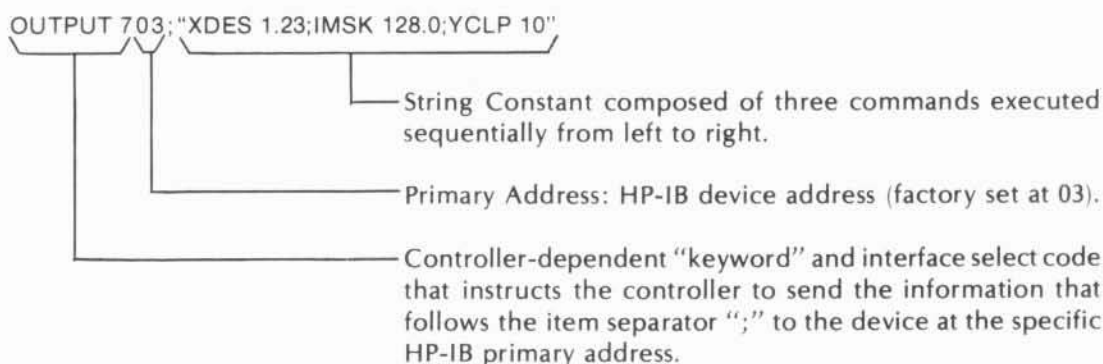 OUTPUT 703;“XDES 1.23;IMSK 128.0;YCLP 10”
String Constant composed of three commands executed
sequentially from left to right.
Primary Address: HP-IB device address (factory set at 03).
Controller-dependent “keyword” and interface select code
that instructs the controller to send the information that
follows the item separator “;” to the device at the specific
HP-IB primary address.